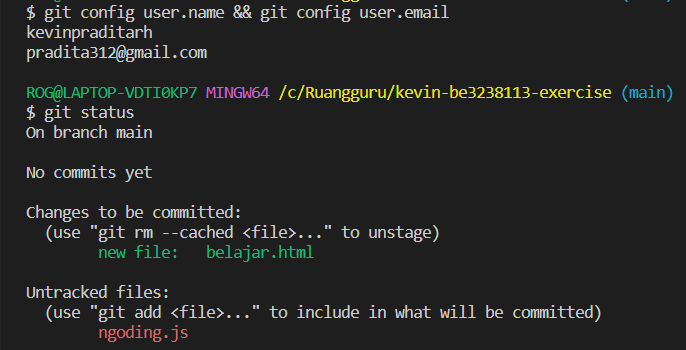 $ git config user.name && git config user.email
kevinpraditarh
pradita312@gmail.com
ROG@LAPTOP-VDTI0KP7 MINGW64 /c/Ruangguru/kevin-be3238113-exercise (main)
$ git status
On branch main
No commits yet
Changes to be committed:
  (use "git rm --cached <file>..." to unstage)
        new file:   belajar.html
Untracked files:
  (use "git add <file>..." to include in what will be committed)
        ngoding.js